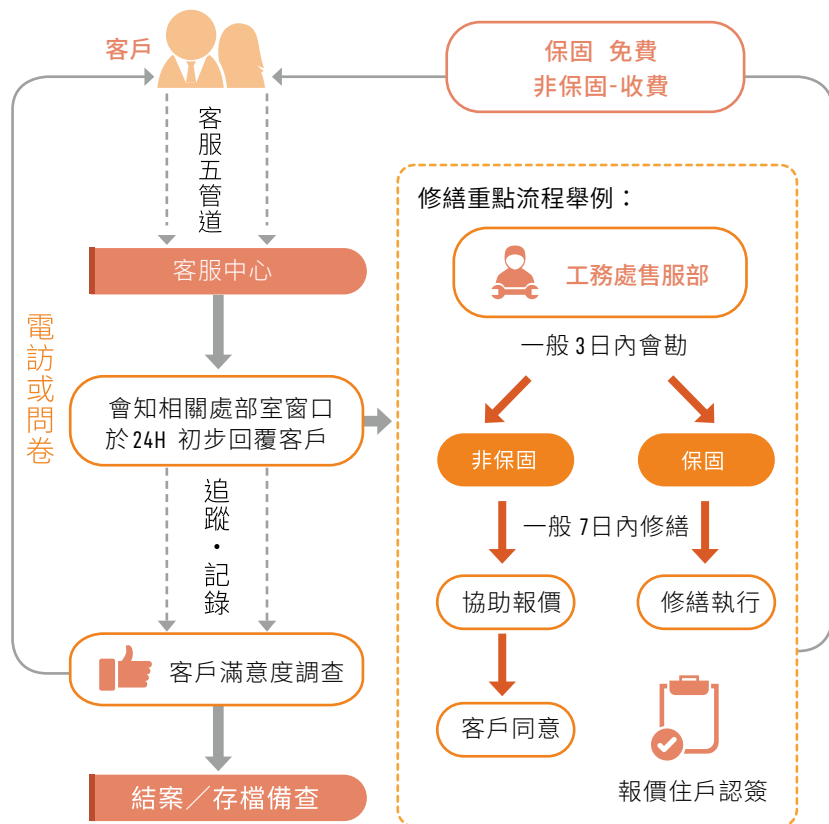 客戶
保固 免費
非保固-收費
客服五管道
客服中心
電訪或問卷
會知相關處部室窗口
於24H 初步回覆客戶
追蹤・記錄
客戶滿意度調查
結案／存檔備查
修繕重點流程舉例：
工務處售服部
一般 3日內會勘
非保固
保固
一般 7日內修繕
協助報價
修繕執行
客戶同意
報價住戶認簽